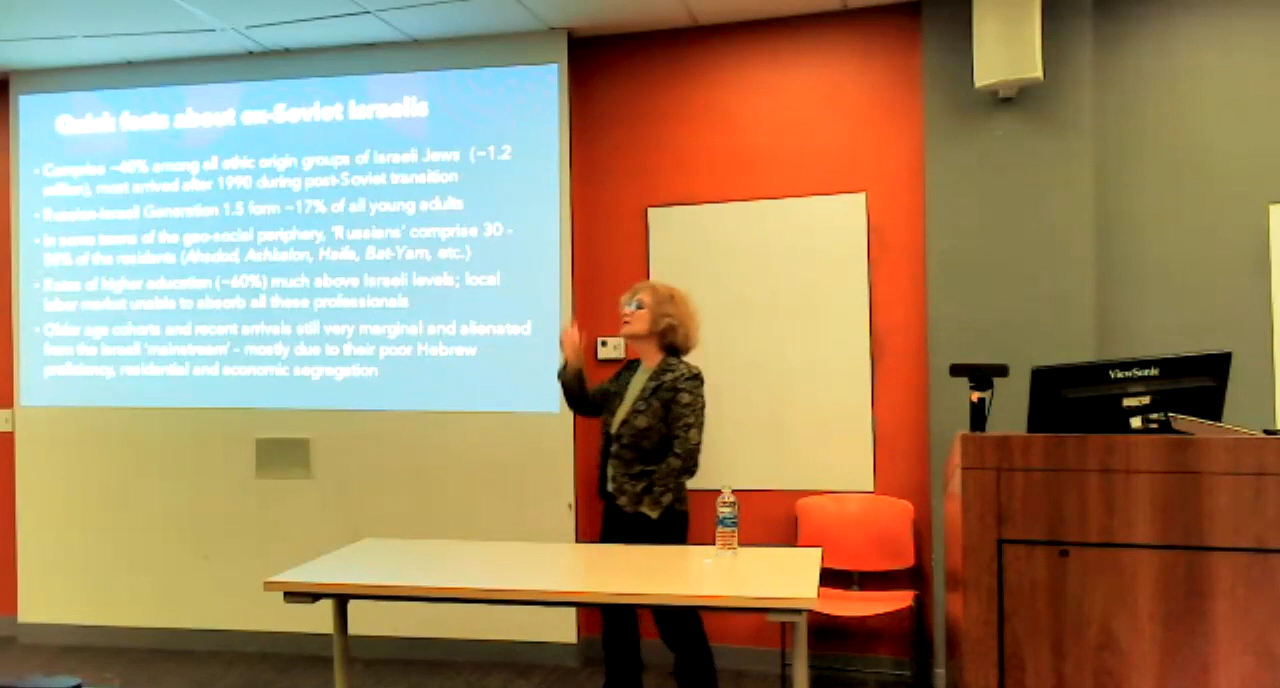 Quick facts about ex-Soviet Israelis
• Comprise ~40% among all ethic origin groups of Israeli Jews (~1.2
million), most arrived after 1990 during post-Soviet transition
• Russian-Israeli Generation 1.5 form ~17% of all young adults
• In some towns of the geo-social periphery, 'Russians' comprise 30 -
of the residents (Ahsdod, Ashkelon, Haifa, Bat-Yam, etc.)
• Rates of higher education (~60%) much above Israeli levels; local
labor market unable to absorb all these professionals
• Older age cohorts and recent arrivals still very marginal and alienated
from the Israeli 'mainstream' - mostly due to their poor Hebrew
proficiency, residential and economic segregation
ViewSonic